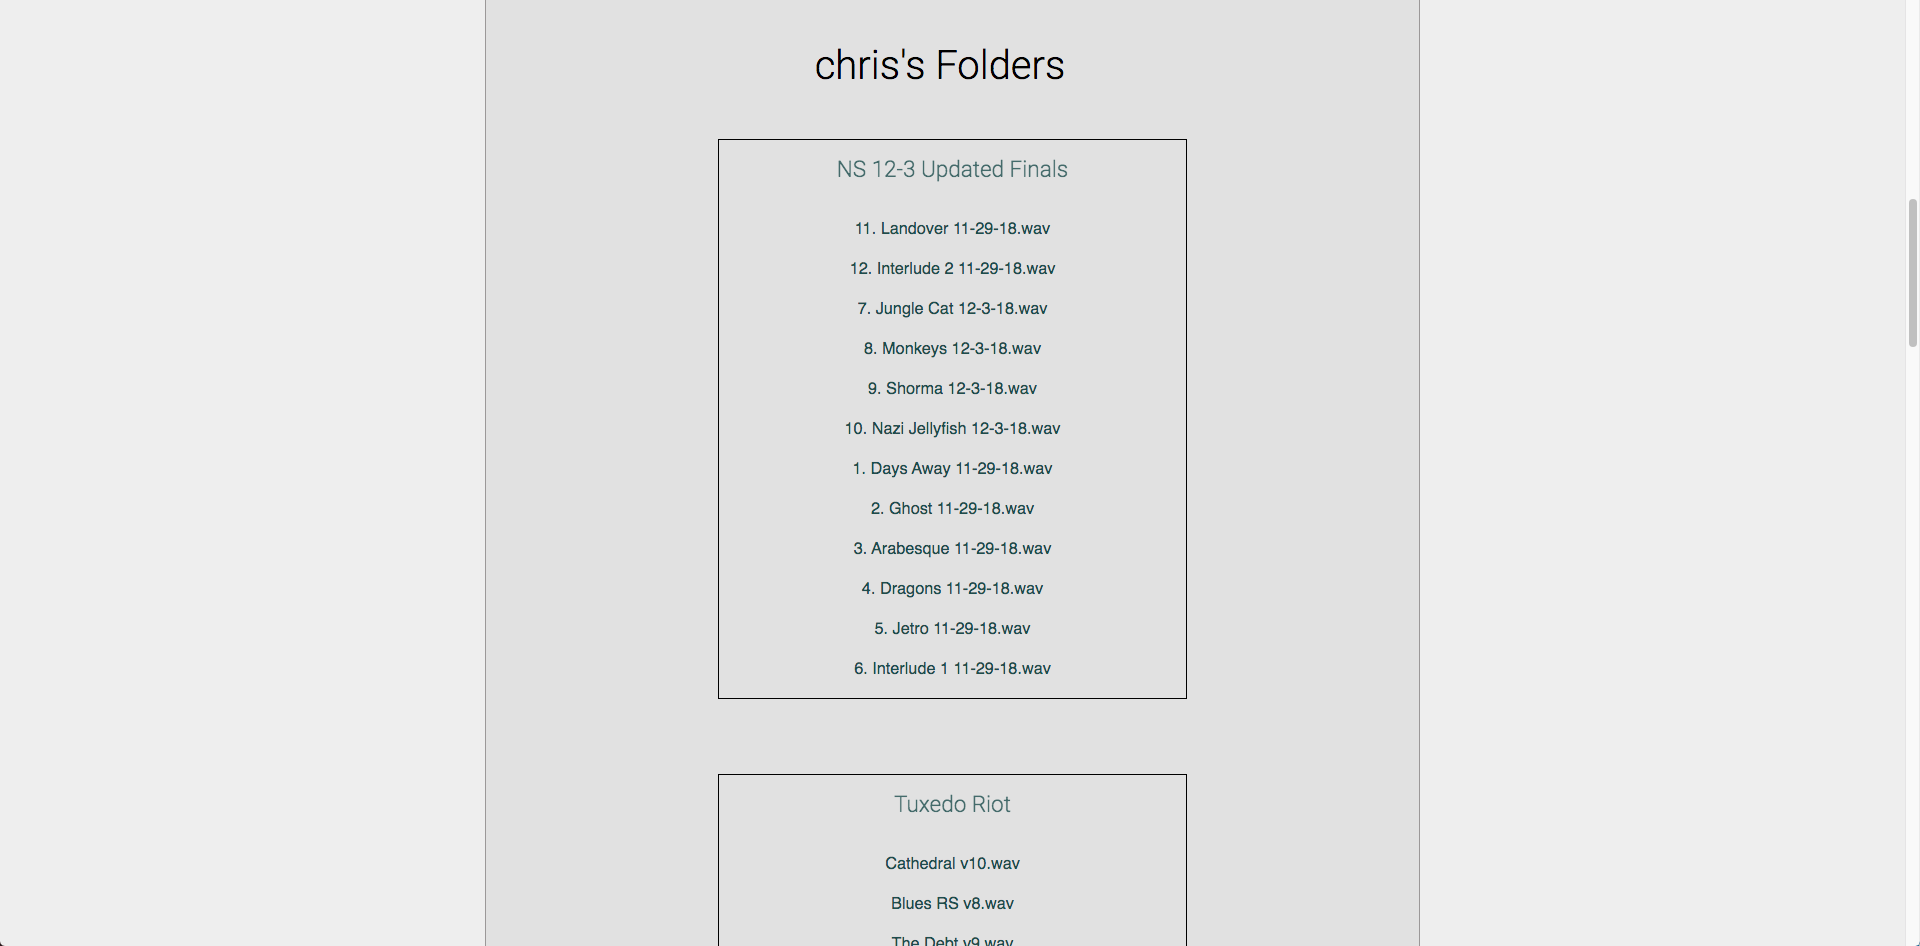 chris's Folders
NS 12-3 Updated Finals
11. Landover 11-29-18.wav
12. Interlude 2 11-29-18.wav
7. Jungle Cat 12-3-18.wav
8. Monkeys 12-3-18.wav
9. Shorma 12-3-18.wav
10. Nazi Jellyfish 12-3-18.wav
1. Days Away 11-29-18.wav
2. Ghost 11-29-18.wav
3. Arabesque 11-29-18.wav
4. Dragons 11-29-18.wav
5. Jetro 11-29-18.wav
6. Interlude 1 11-29-18.wav
Tuxedo Riot
Cathedral v10.wav
Blues RS v8.wav
The Debt v9.wav